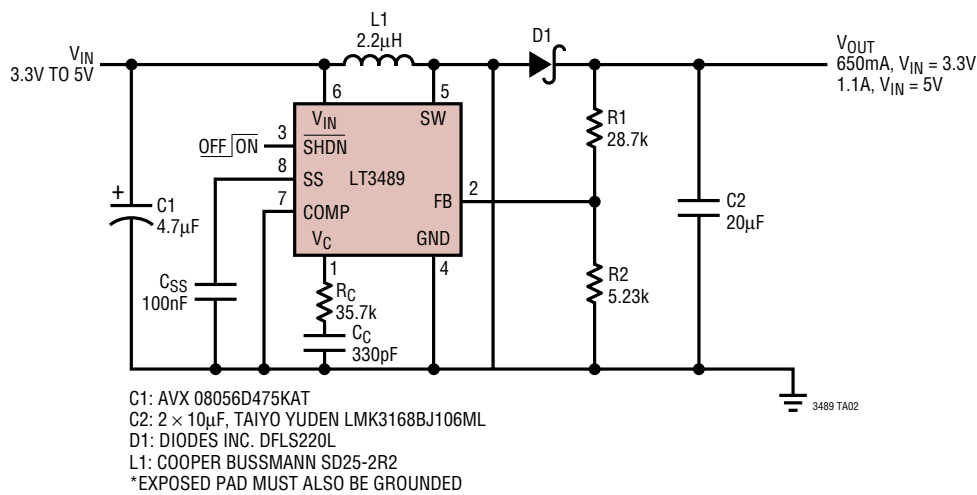 L1
2.2µH
D1
VIN
3.3V TO 5V
VOUT
650mA, VIN = 3.3V
1.1A, VIN = 5V
6
5
VIN
SW
3
SHDN
OFF ON
R1
28.7k
8
SS
LT3489
2
FB
7
COMP
+
C1
4.7µF
C2
20µF
VC
GND
1
4
CSS
100nF
RC
35.7k
R2
5.23k
CC
330pF
C1: AVX 08056D475KAT
C2: 2 × 10µF, TAIYO YUDEN LMK3168BJ106ML
D1: DIODES INC. DFLS220L
L1: COOPER BUSSMANN SD25-2R2
*EXPOSED PAD MUST ALSO BE GROUNDED
3489 TA02